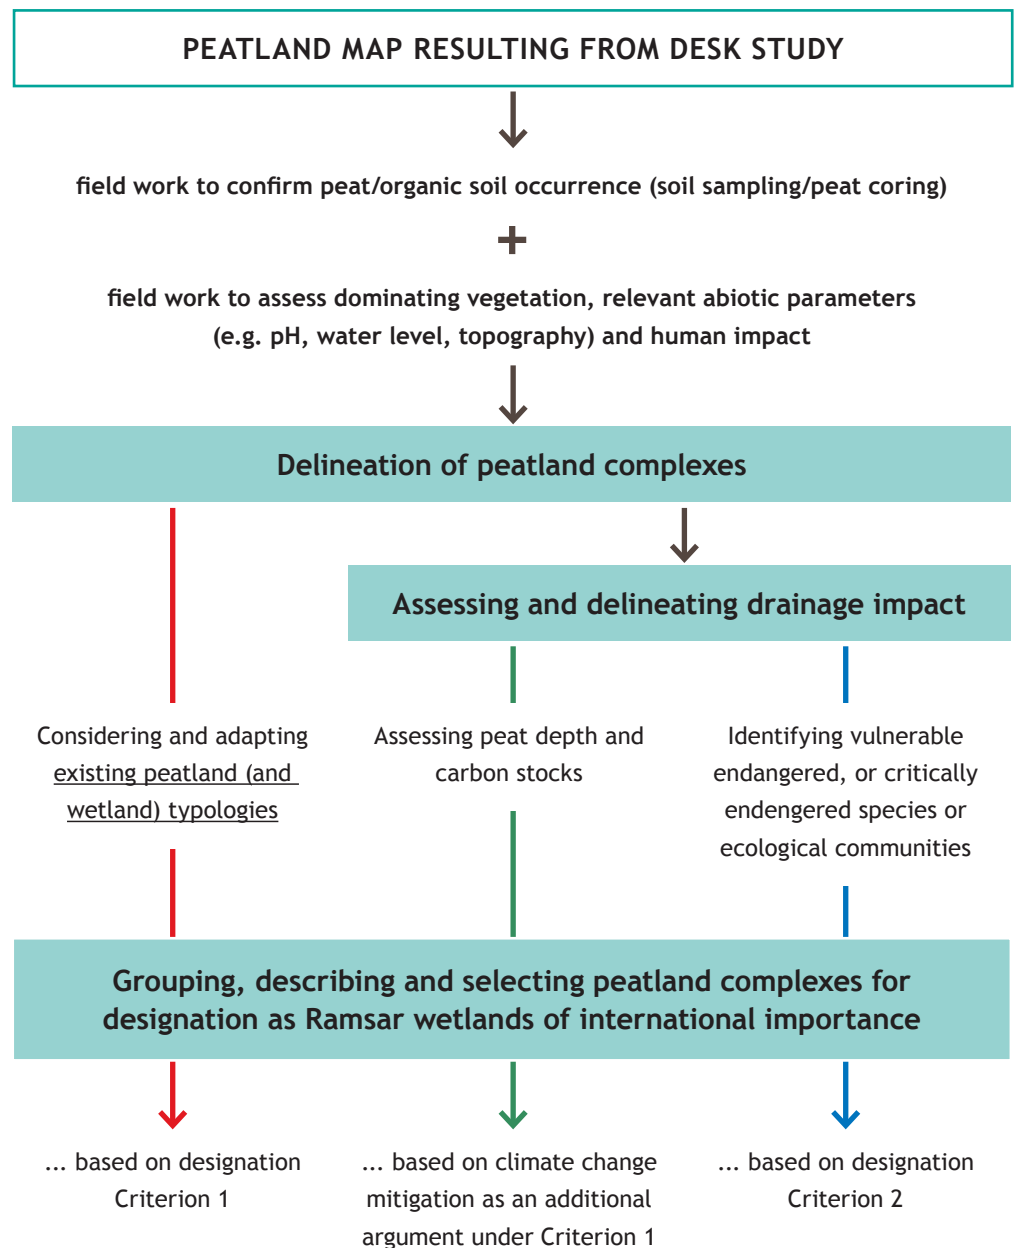 PEATLAND MAP RESULTING FROM DESK STUDY
field work to confirm peat/organic soil occurrence (soil sampling/peat coring)
+
field work to assess dominating vegetation, relevant abiotic parameters
(e.g. pH, water level, topography) and human impact
Delineation of peatland complexes
Assessing and delineating drainage impact
Considering and adapting
existing peatland (and
wetland) typologies
Assessing peat depth and
carbon stocks
Identifying vulnerable
endangered, or critically
endengered species or
ecological communities
Grouping, describing and selecting peatland complexes for
designation as Ramsar wetlands of international importance
... based on designation
Criterion 1
... based on climate change
mitigation as an additional
argument under Criterion 1
... based on designation
Criterion 2